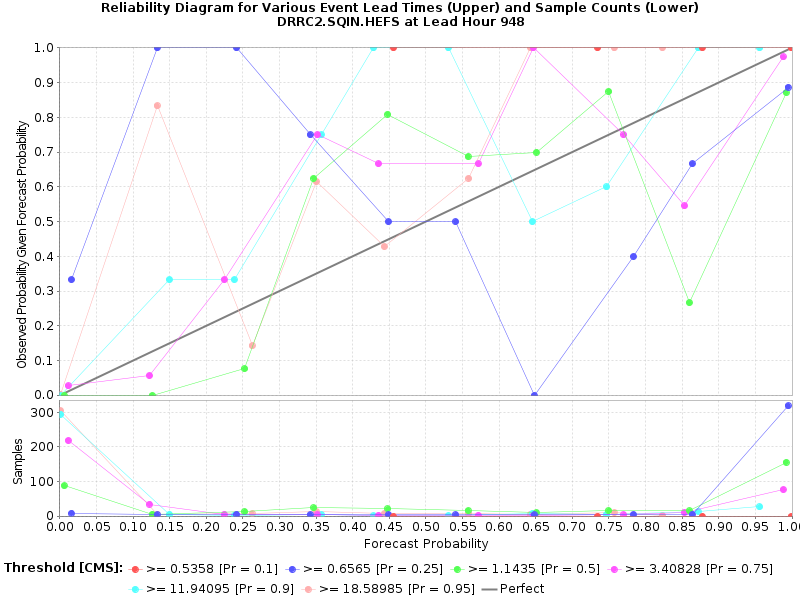 Reliability Diagram for Various Event Lead Times (Upper) and Sample Counts (Lower)
DRRC2.SQIN.HEFS at Lead Hour 948
Observed Probability Given Forecast Probability
1.0
0.9
0.8
0.7
0.6
0.5
0.4
0.3
0.2
0.1
0.0
Samples
300
200
100
0
0.00 0.05 0.10 0.15 0.20 0.25 0.30 0.35 0.40 0.45 0.50 0.55 0.60 0.65 0.70 0.75 0.80 0.85 0.90 0.95 1.0
Forecast Probability
Threshold [CMS]: >= 0.5358 [Pr = 0.1] >= 0.6565 [Pr = 0.25] >= 1.1435 [Pr = 0.5] >= 3.40828 [Pr = 0.75]
>= 11.94095 [Pr = 0.9] >= 18.58985 [Pr = 0.95] Perfect